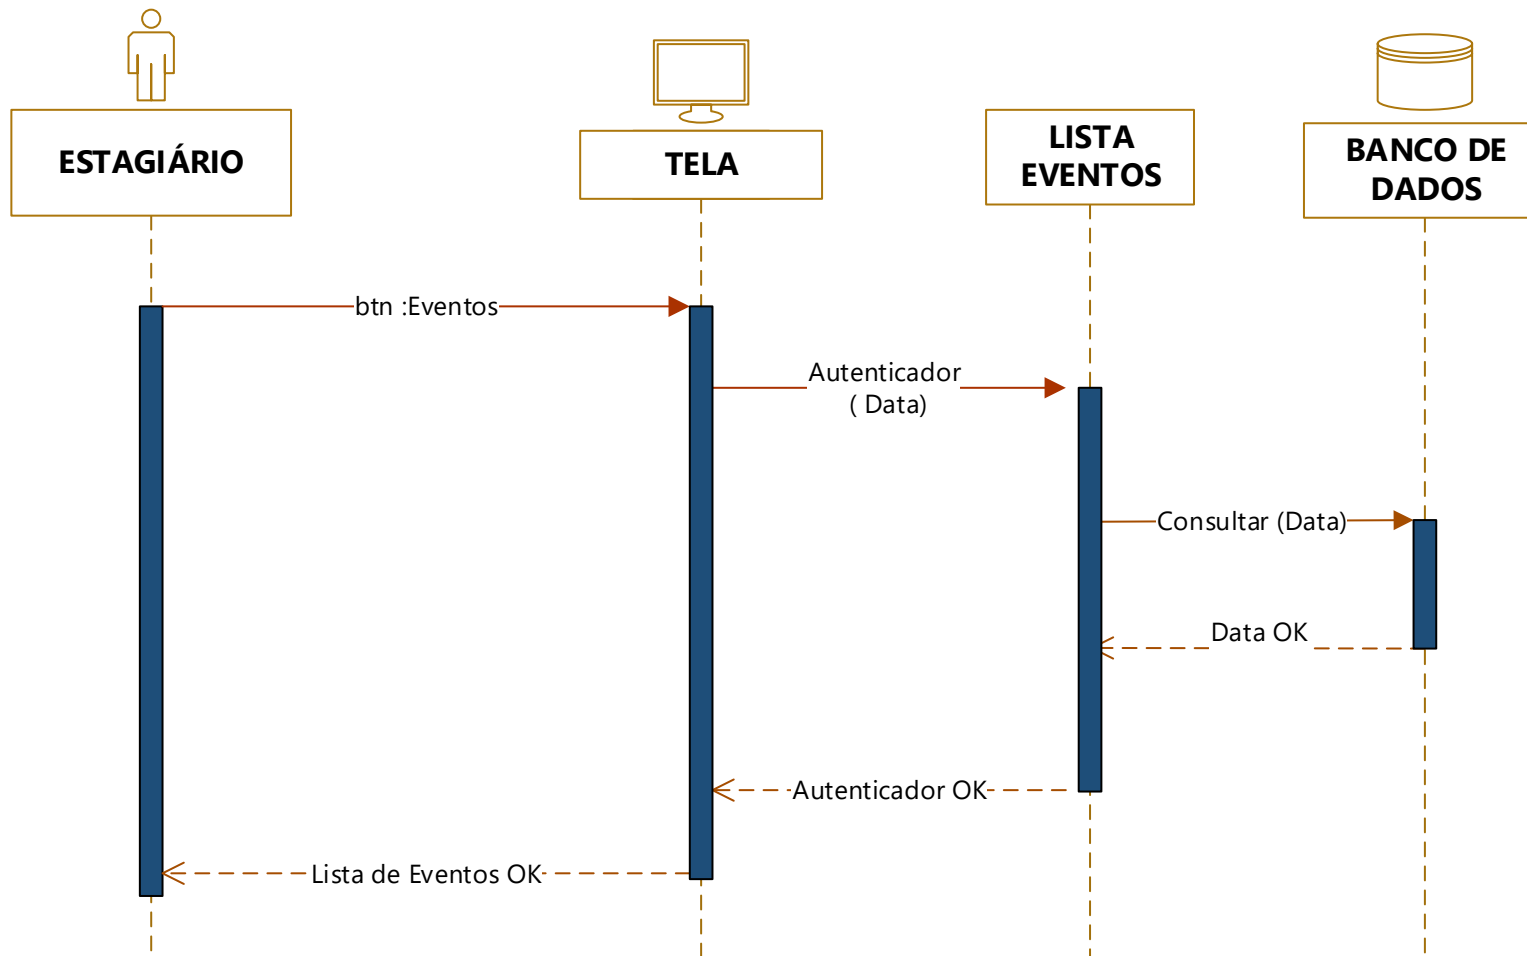 ESTAGIÁRIO
TELA
LISTA
EVENTOS
BANCO DE
DADOS
btn :Eventos
Autenticador
( Data)
Consultar (Data)
Data OK
Autenticador OK
Lista de Eventos OK